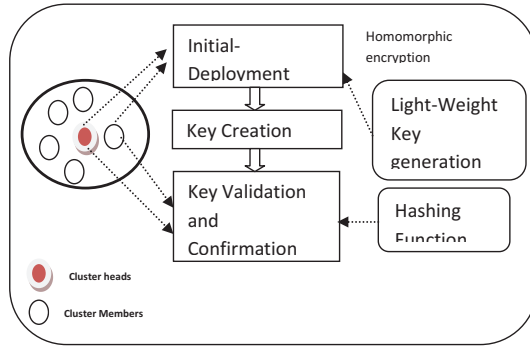 Initial-
Deployment
Homomorphic
encryption
Light-Weight
Key
generation
Key Creation
Key Validation
and
Confirmation
Hashing
Function
Cluster heads
Cluster Members